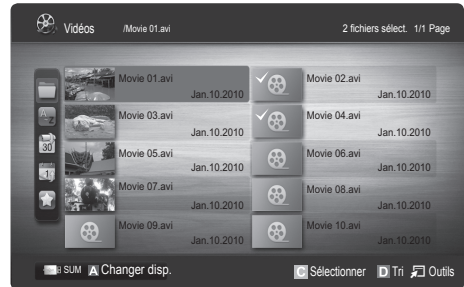 Vidéos /Movie 01.avi 2 fichiers sélect. 1/1 Page
Movie 01.avi Movie 02.avi
Jan.10.2010 Jan.10.2010
Movie 03.avi Movie 04.avi
Jan.10.2010 Jan.10.2010
30
Movie 05.avi Movie 06.avi
Jan.10.2010 Jan.10.2010
1
Movie 07.avi Movie 08.avi
Jan.10.2010 Jan.10.2010
Movie 09.avi Movie 10.avi
Jan.10.2010 Jan.10.2010
SUM A Changer disp. C Sélectionner D Tri Outils